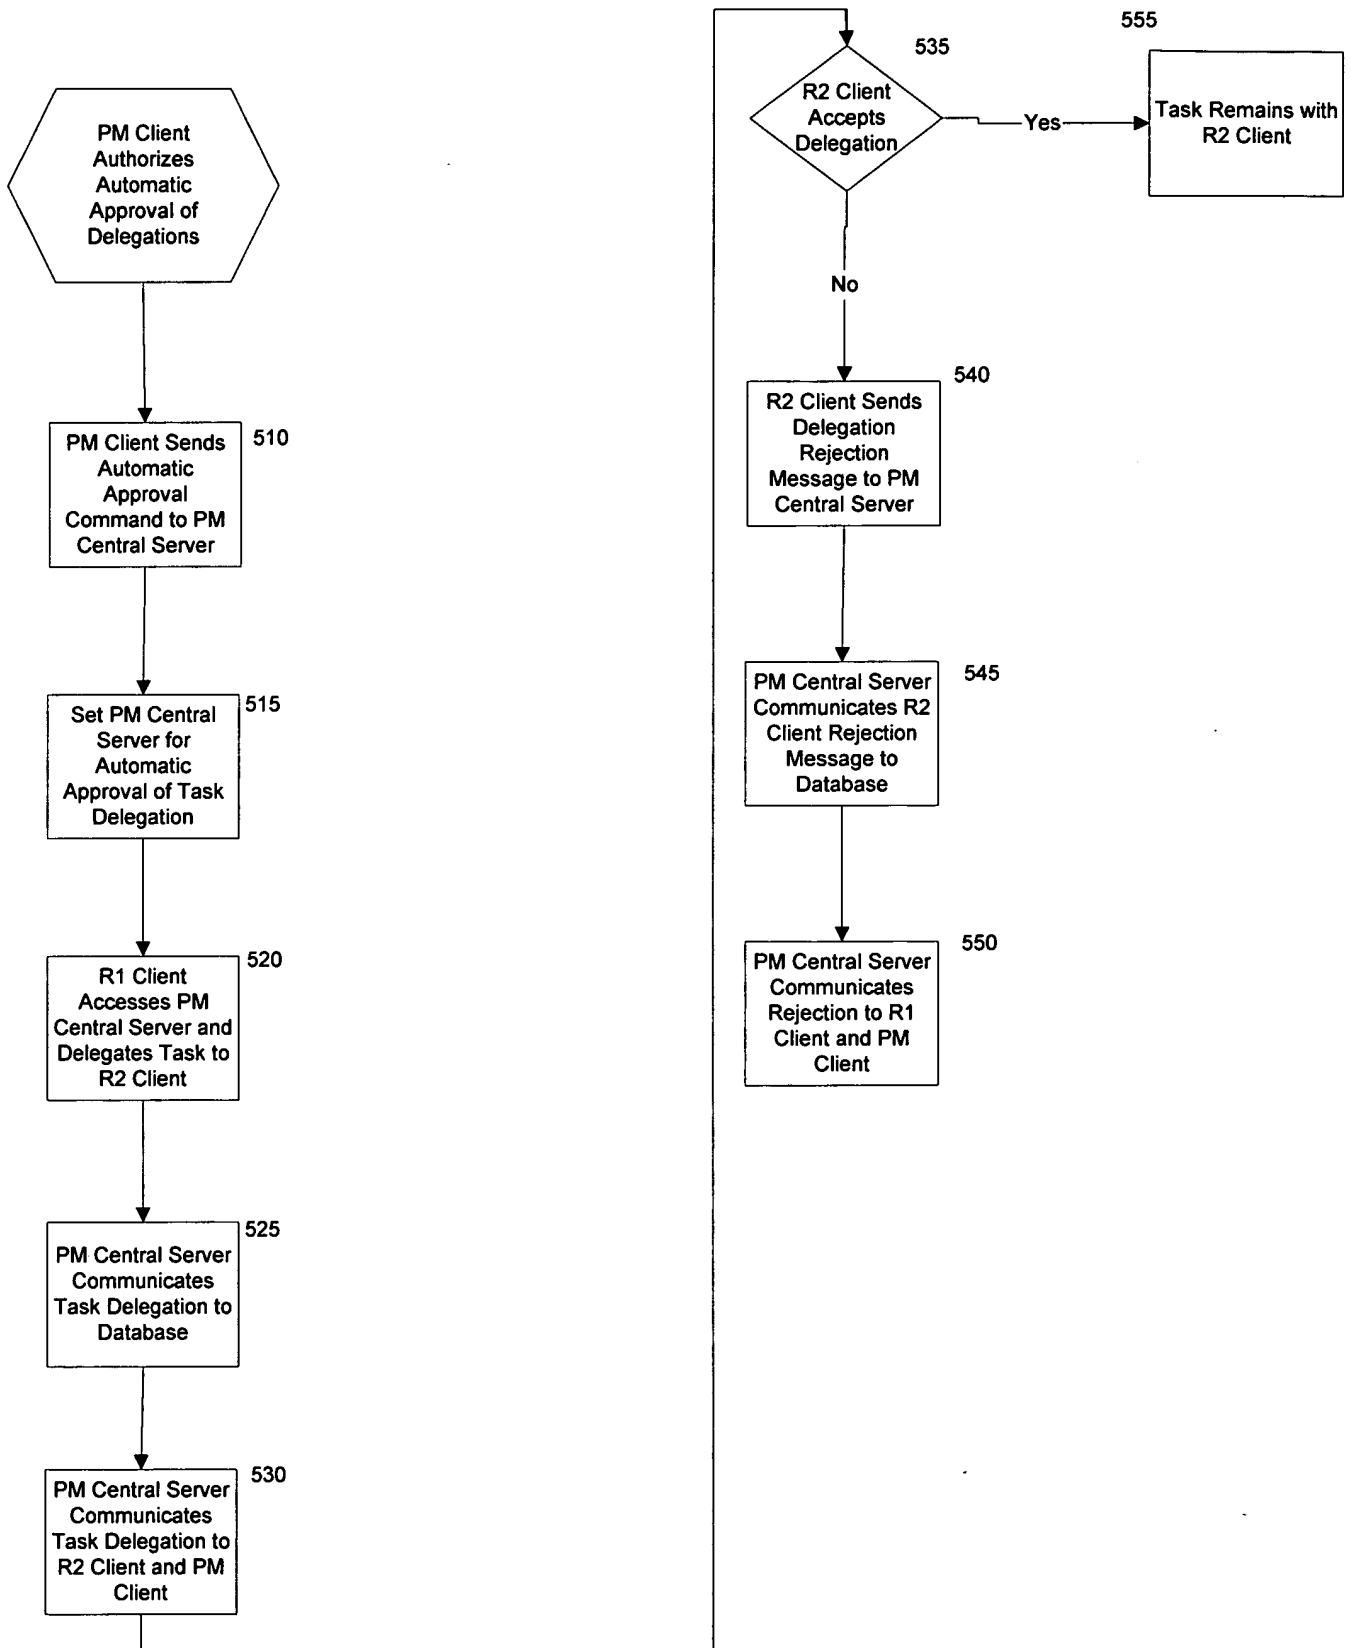 PM Client
Authorizes
Automatic
Approval of
Delegations
PM Client Sends
Automatic
Approval
Command to PM
Central Server
510
Set PM Central
Server for
Automatic
Approval of Task
Delegation
515
R1 Client
Accesses PM
Central Server and
Delegates Task to
R2 Client
520
PM Central Server
Communicates
Task Delegation to
Database
525
PM Central Server
Communicates
Task Delegation to
R2 Client and PM
Client
530
R2 Client
Accepts
Delegation
535
Yes
555
Task Remains with
R2 Client
No
R2 Client Sends
Delegation
Rejection
Message to PM
Central Server
540
PM Central Server
Communicates R2
Client Rejection
Message to
Database
545
PM Central Server
Communicates
Rejection to R1
Client and PM
Client
550